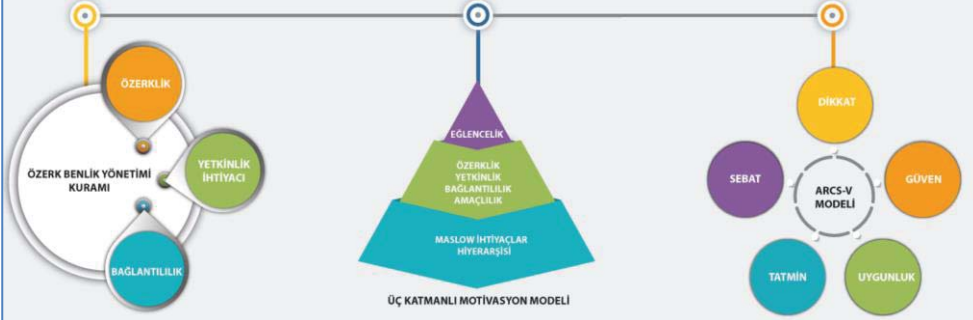 ÖZERKLİK
ÖZERK BENLİK YÖNETİMİ
KURAMI
YETKİNLİK
İHTİYACI
BAĞLANTILILIK
EĞLENCELİK
ÖZERKLİK
YETKİNLİK
BAĞLANTILILIK
AMAÇLILIK
MASLOW İHTİYAÇLAR
HİYERARŞİSİ
ÜÇ KATMANLI MOTİVASYON MODELİ
DİKKAT
SEBAT
GÜVEN
ARCS-V
MODELİ
TATMİN
UYGUNLUK